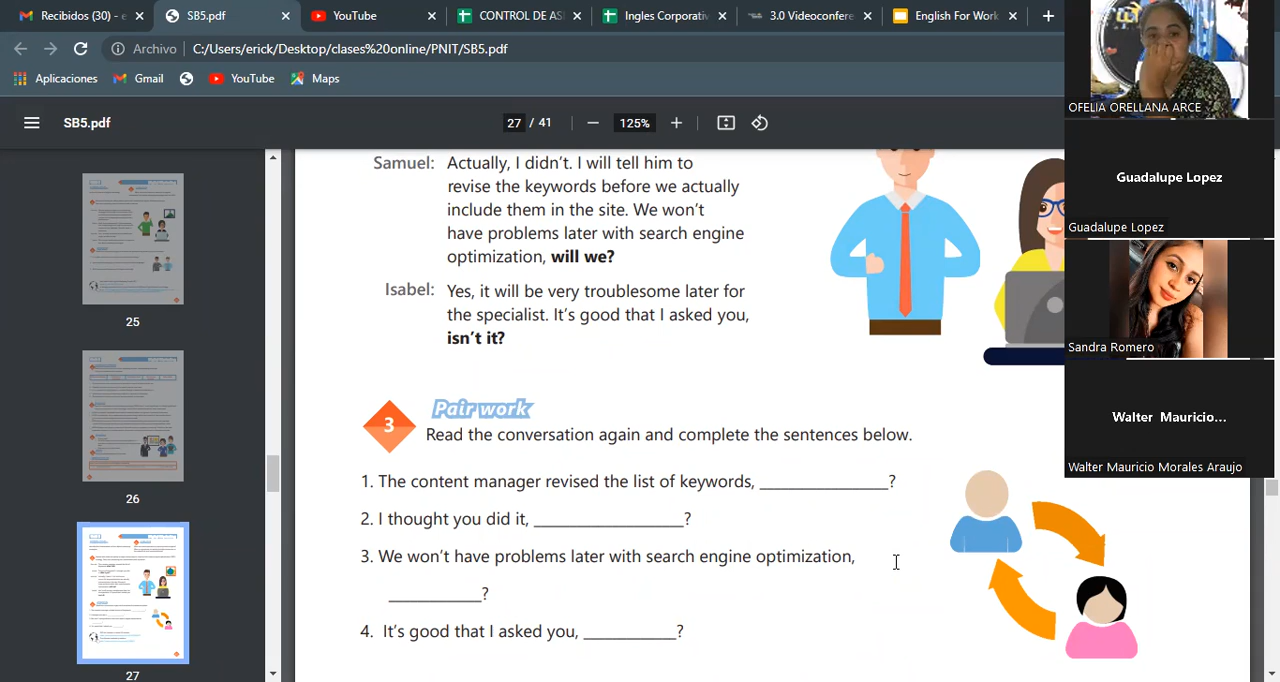 Recibidos (30) - e
SB5.pdf
YouTube
CONTROL DE AS
Ingles Corporativ
3.0 Videoconfere
English For Work
Archivo C:/Users/erick/Desktop/clases%20online/PNIT/SB5.pdf
Aplicaciones Gmail YouTube Maps
SB5.pdf 27 / 41 125%
25
26
27
Samuel: Actually, I didn't. I will tell him to
revise the keywords before we actually
include them in the site. We won't
have problems later with search engine
optimization, will we?
Isabel: Yes, it will be very troublesome later for
the specialist. It's good that I asked you,
isn't it?
3 Pair work
Read the conversation again and complete the sentences below.
1. The content manager revised the list of keywords, _______________?
2. I thought you did it, __________________?
3. We won't have problems later with search engine optimization,
___________?
4. It's good that I asked you, ___________?
OFELIA ORELLANA ARCE
Guadalupe Lopez
Guadalupe Lopez
Sandra Romero
Walter Mauricio...
Walter Mauricio Morales Araujo